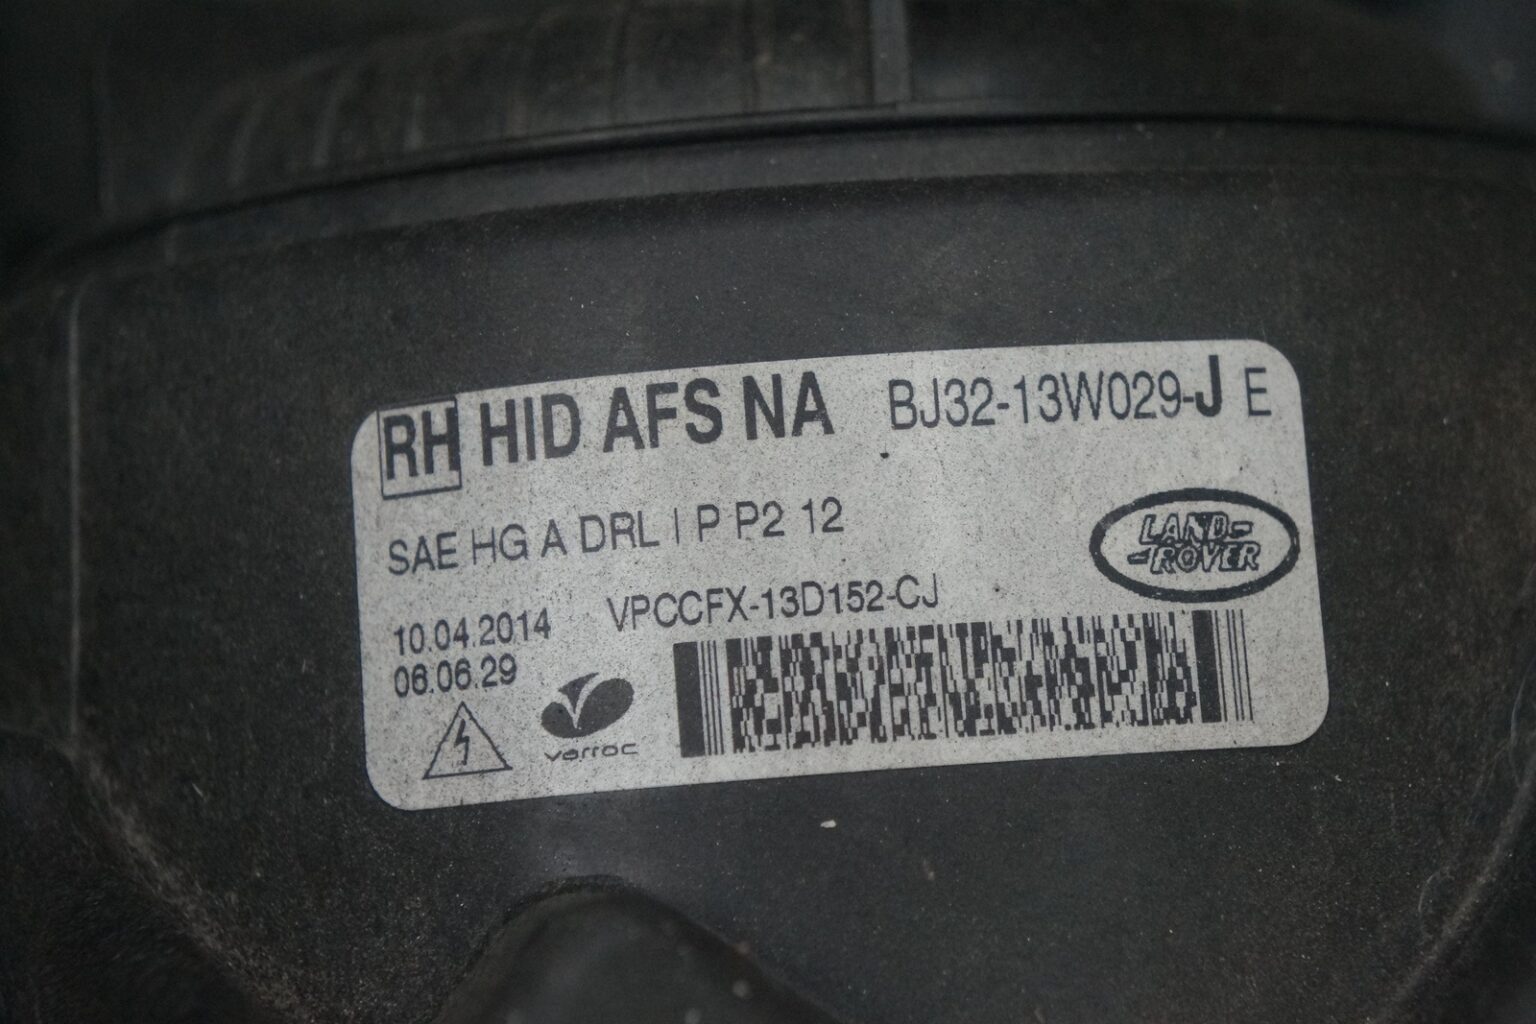 RH HID AFS NA BJ32-13W029-J E
SAE HG A DRL I P P2 12
LAND-
-ROVER
10.04.2014 VPCCFX-13D152-CJ
06.06.29
varroc